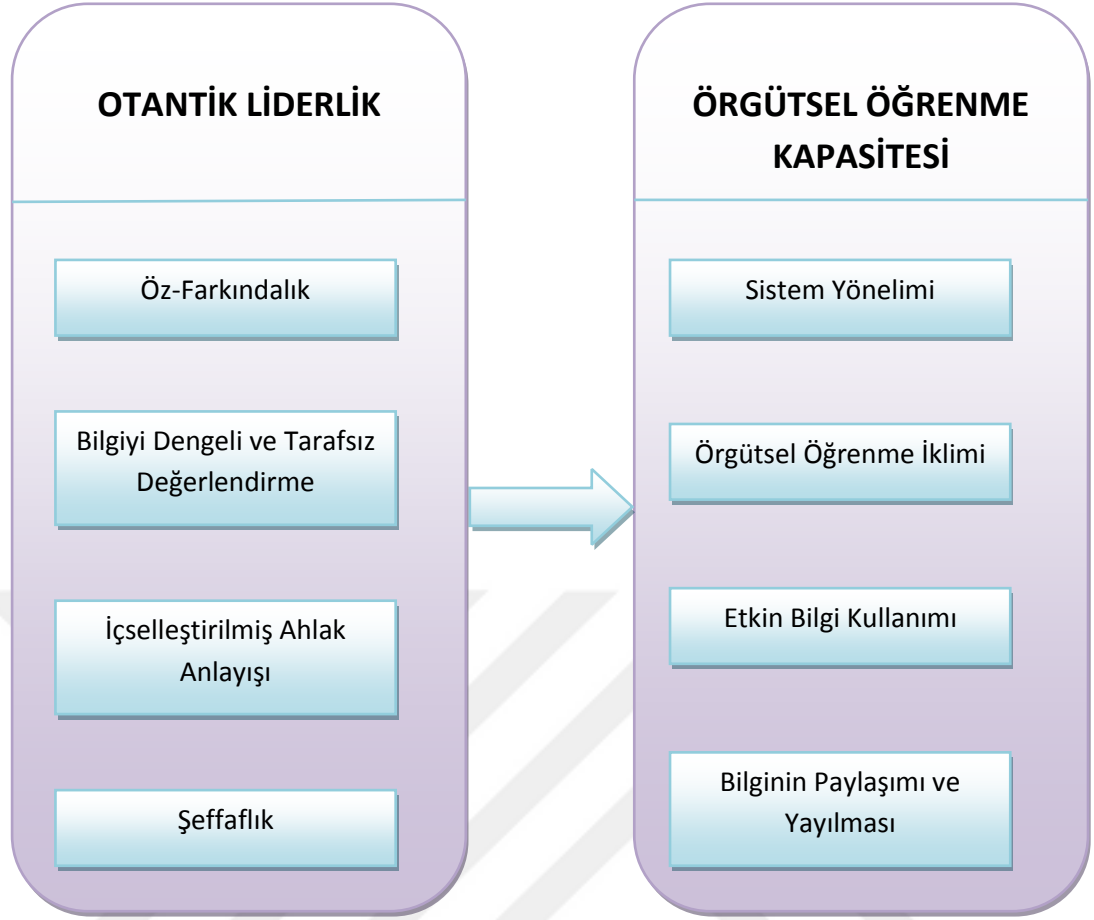 OTANTİK LİDERLİK
Öz-Farkındalık
Bilgiyi Dengeli ve Tarafsız
Değerlendirme
İçselleştirilmiş Ahlak
Anlayışı
Şeffaflık
ÖRGÜTSEL ÖĞRENME
KAPASİTESİ
Sistem Yönelimi
Örgütsel Öğrenme İklimi
Etkin Bilgi Kullanımı
Bilginin Paylaşımı ve
Yayılması